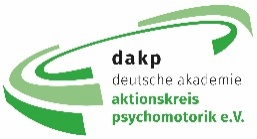 dakp
deutsche akademie
aktionskreis
psychomotorik e.V.